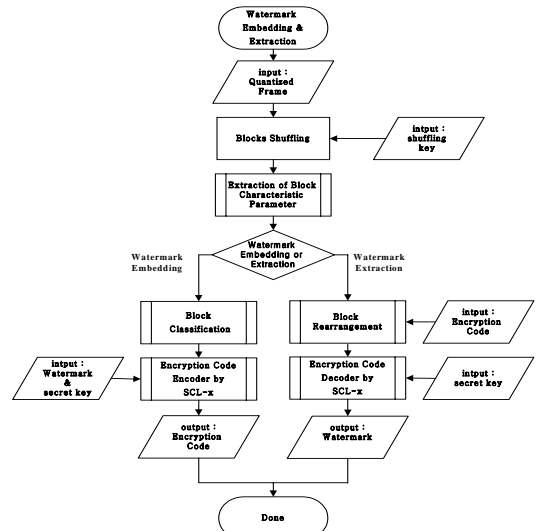 Watermark
Embedding &
Extraction
input :
Quantized
Frame
Blocks Shuffling
intput :
shuffling
key
Extraction of Block
Characteristic
Parameter
Watermark
Embedding or
Extraction
Watermark
Embedding
Watermark
Extraction
Block
Classification
Block
Rearrangement
intput :
Encryption
Code
intput :
Watermark
&
secret key
Encryption Code
Encoder by
SCL-x
Encryption Code
Decoder by
SCL-x
intput :
secret key
output :
Encryption
Code
output :
Watermark
Done